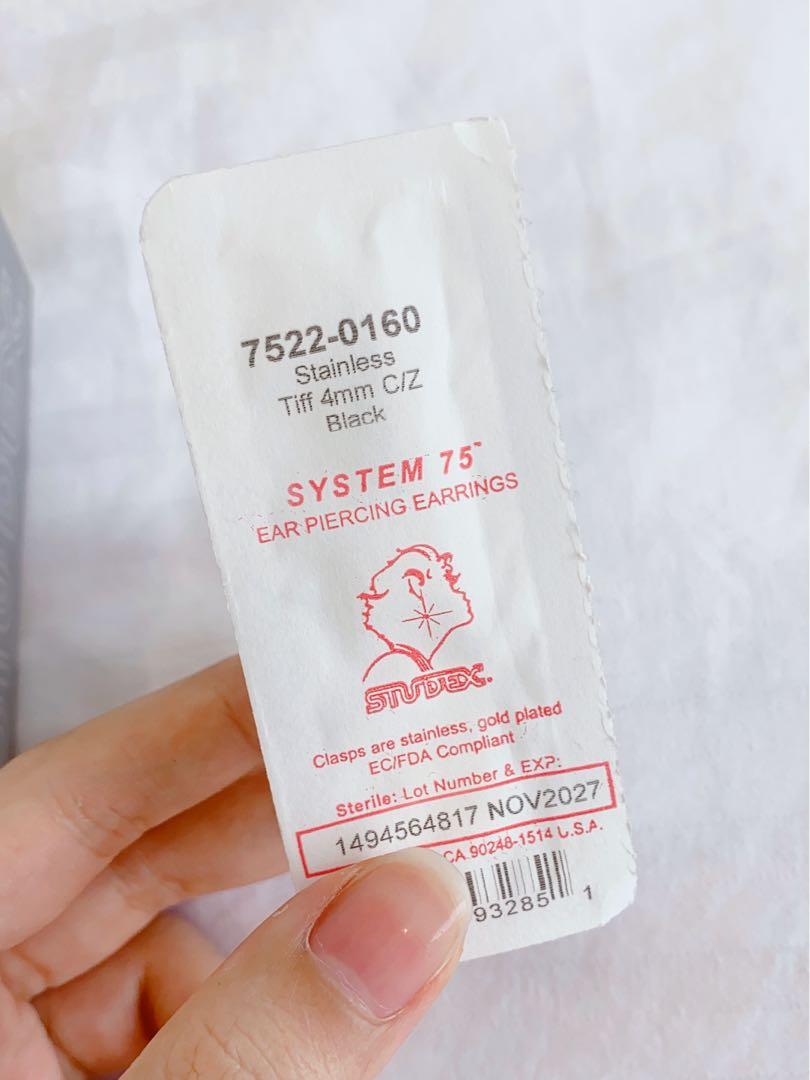 7522-0160
Stainless
Tiff 4mm C/Z
Black
SYSTEM 75™
EAR PIERCING EARRINGS
STUDEX.
Clasps are stainless, gold plated
EC/FDA Compliant
Sterile: Lot Number & EXP:
1494564817 NOV2027
CA 90248-1514 U.S.A.
93285 1